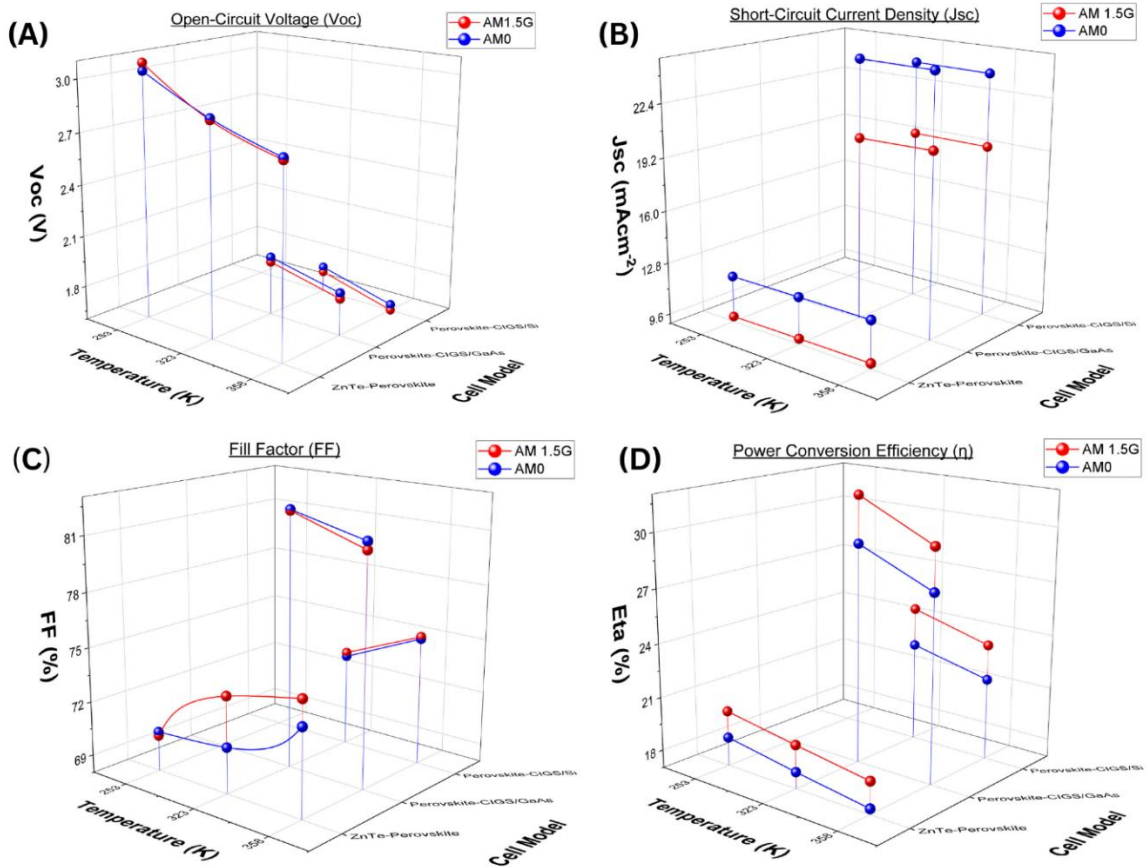 (A)
Open-Circuit Voltage (Voc)
AM1.5G
AM0
3.0
2.7
2.4
2.1
1.8
Voc (V)
293
323
358
Temperature (K)
ZnTe-Perovskite
Perovskite-CIGS/GaAs
Perovskite-CIGS/Si
Cell Model
(B)
Short-Circuit Current Density (Jsc)
AM 1.5G
AM0
22.4
19.2
16.0
12.8
9.6
Jsc (mAcm⁻²)
293
323
358
Temperature (K)
ZnTe-Perovskite
Perovskite-CIGS/GaAs
Perovskite-CIGS/Si
Cell Model
(C)
Fill Factor (FF)
AM 1.5G
AM0
81
78
75
72
69
FF (%)
293
323
358
Temperature (K)
ZnTe-Perovskite
Perovskite-CIGS/GaAs
Perovskite-CIGS/Si
Cell Model
(D)
Power Conversion Efficiency (η)
AM 1.5G
AM0
30
27
24
21
18
Eta (%)
293
323
358
Temperature (K)
ZnTe-Perovskite
Perovskite-CIGS/GaAs
Perovskite-CIGS/Si
Cell Model